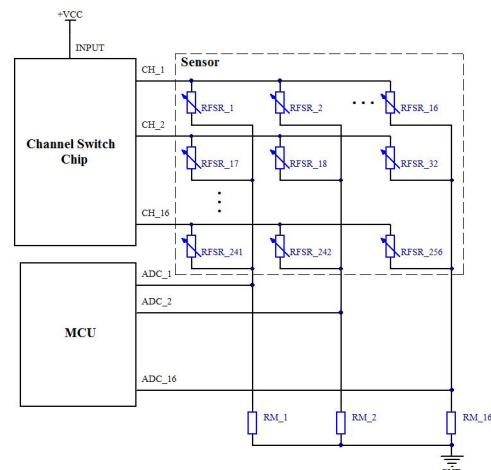 +VCC
INPUT
Sensor
CH_1
RFSR_1
RFSR_2
...
RFSR_16
CH_2
Channel Switch
Chip
RFSR_17
RFSR_18
RFSR_32
CH_16
RFSR_241
RFSR_242
RFSR_256
ADC_1
ADC_2
MCU
ADC_16
RM_1
RM_2
RM_16